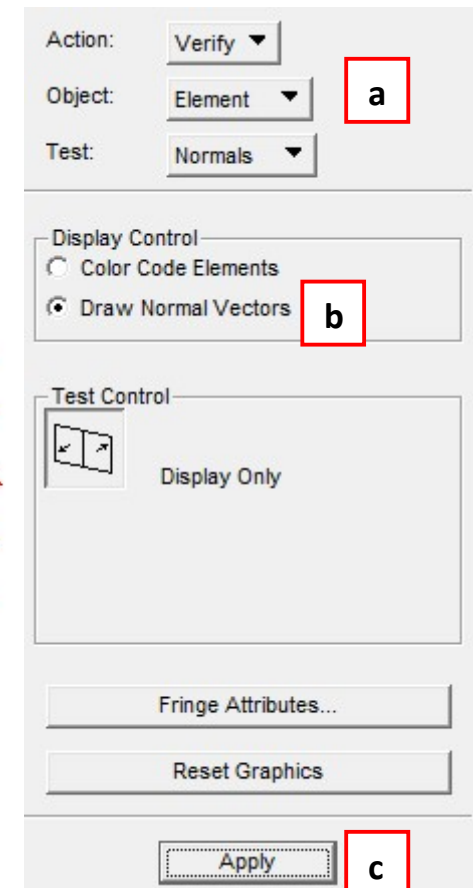 Action: Verify
Object: Element a
Test: Normals
Display Control
Color Code Elements
Draw Normal Vectors b
Test Control
Display Only
Fringe Attributes...
Reset Graphics
Apply c